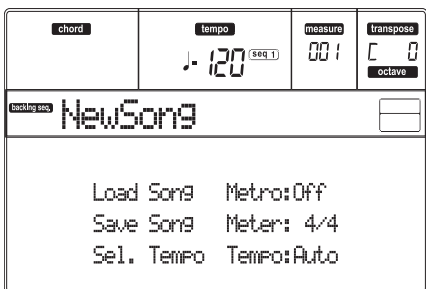 chord tempo measure transpose
♩= 120 seq 1 001 C 0
octave
backing seq. NewSong
Load Song Metro:Off
Save Song Meter: 4/4
Sel. Tempo Tempo:Auto